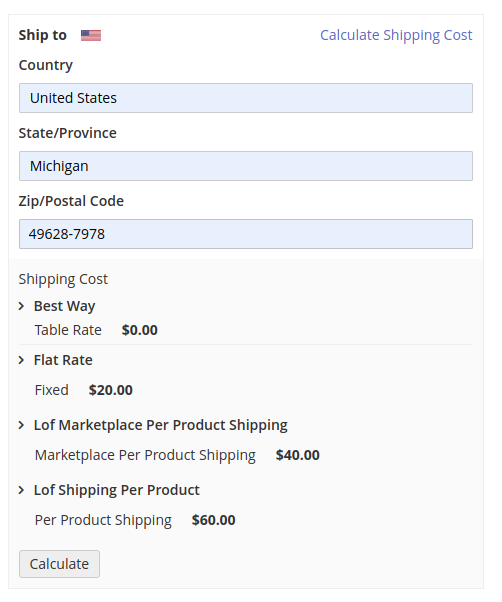 Ship to
Calculate Shipping Cost
Country
United States
State/Province
Michigan
Zip/Postal Code
49628-7978
Shipping Cost
Best Way
Table Rate $0.00
Flat Rate
Fixed $20.00
Lof Marketplace Per Product Shipping
Marketplace Per Product Shipping $40.00
Lof Shipping Per Product
Per Product Shipping $60.00
Calculate